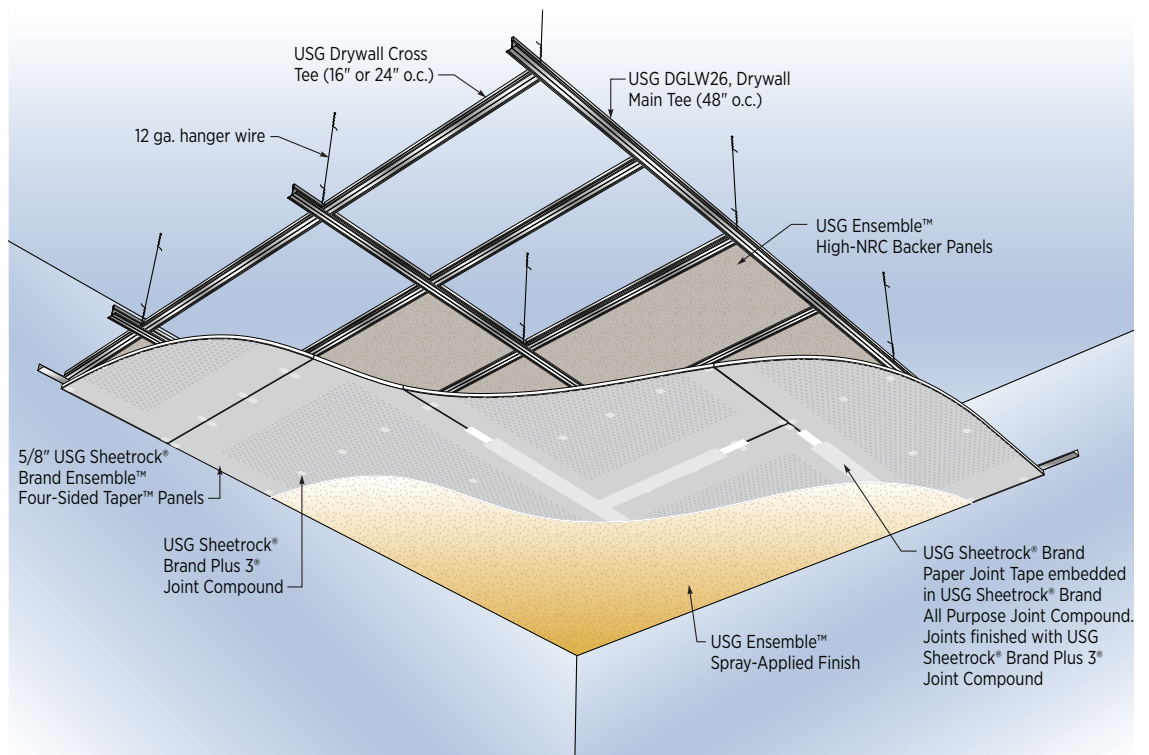 USG Drywall Cross
Tee (16" or 24" o.c.)
USG DGLW26, Drywall
Main Tee (48" o.c.)
12 ga. hanger wire
USG Ensemble™
High-NRC Backer Panels
5/8" USG Sheetrock®
Brand Ensemble™
Four-Sided Taper™ Panels
USG Sheetrock®
Brand Plus 3®
Joint Compound
USG Ensemble™
Spray-Applied Finish
USG Sheetrock® Brand
Paper Joint Tape embedded
in USG Sheetrock® Brand
All Purpose Joint Compound.
Joints finished with USG
Sheetrock® Brand Plus 3®
Joint Compound